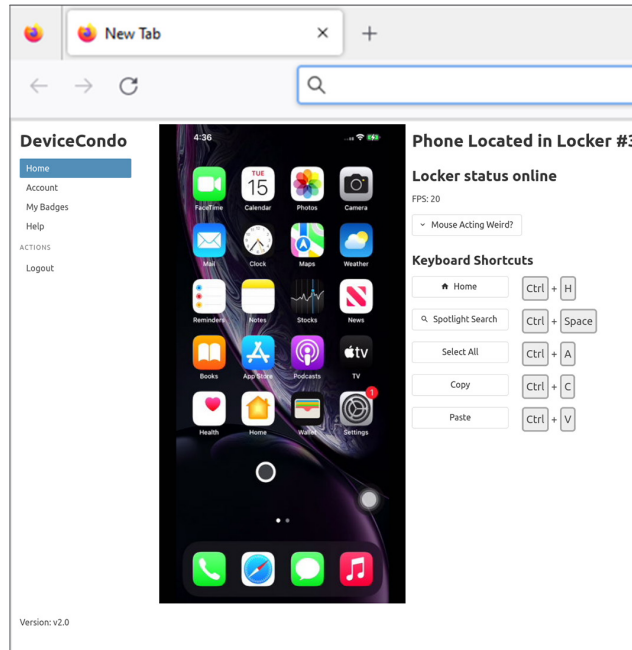 New Tab
DeviceCondo
Home
Account
My Badges
Help
ACTIONS
Logout
4:36
TUE
15
FaceTime
Calendar
Photos
Camera
Mail
Clock
Maps
Weather
Reminders
Notes
Stocks
News
tv
Books
App Store
Podcasts
TV
1
Health
Home
Wallet
Settings
Phone Located in Locker #3
Locker status online
FPS: 20
Mouse Acting Weird?
Keyboard Shortcuts
Home Ctrl + H
Spotlight Search Ctrl + Space
Select All Ctrl + A
Copy Ctrl + C
Paste Ctrl + V
Version: v2.0